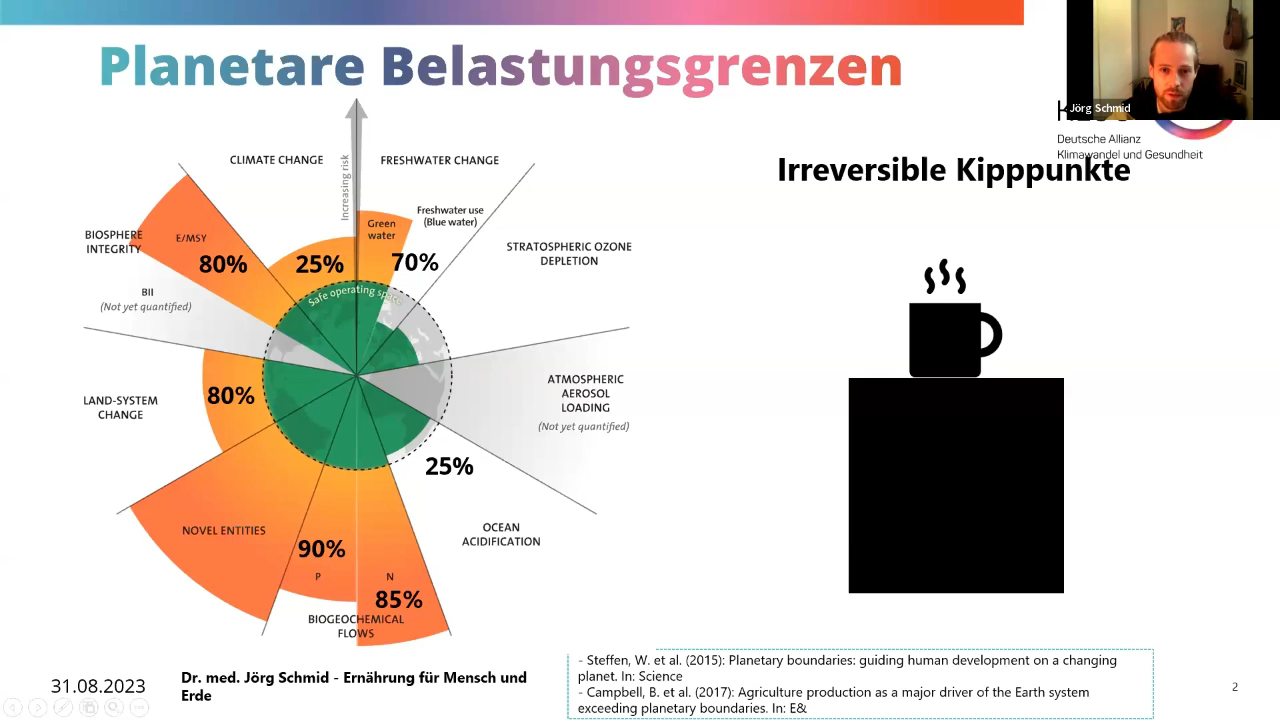 Planetare Belastungsgrenzen
Jörg Schmid
Deutsche Allianz
Klimawandel und Gesundheit
Irreversible Kipppunkte
CLIMATE CHANGE
FRESHWATER CHANGE
Increasing risk
Freshwater use
(Blue water)
Green
water
BIOSPHERE
INTEGRITY
E/MSY
80%
25%
70%
STRATOSPHERIC OZONE
DEPLETION
Safe operating space
BII
(Not yet quantified)
LAND-SYSTEM
CHANGE
80%
ATMOSPHERIC
AEROSOL
LOADING
(Not yet quantified)
25%
NOVEL ENTITIES
OCEAN
ACIDIFICATION
90%
P
N
85%
BIOGEOCHEMICAL
FLOWS
31.08.2023
Dr. med. Jörg Schmid - Ernährung für Mensch und
Erde
- Steffen, W. et al. (2015): Planetary boundaries: guiding human development on a changing
planet. In: Science
- Campbell, B. et al. (2017): Agriculture production as a major driver of the Earth system
exceeding planetary boundaries. In: E&
2